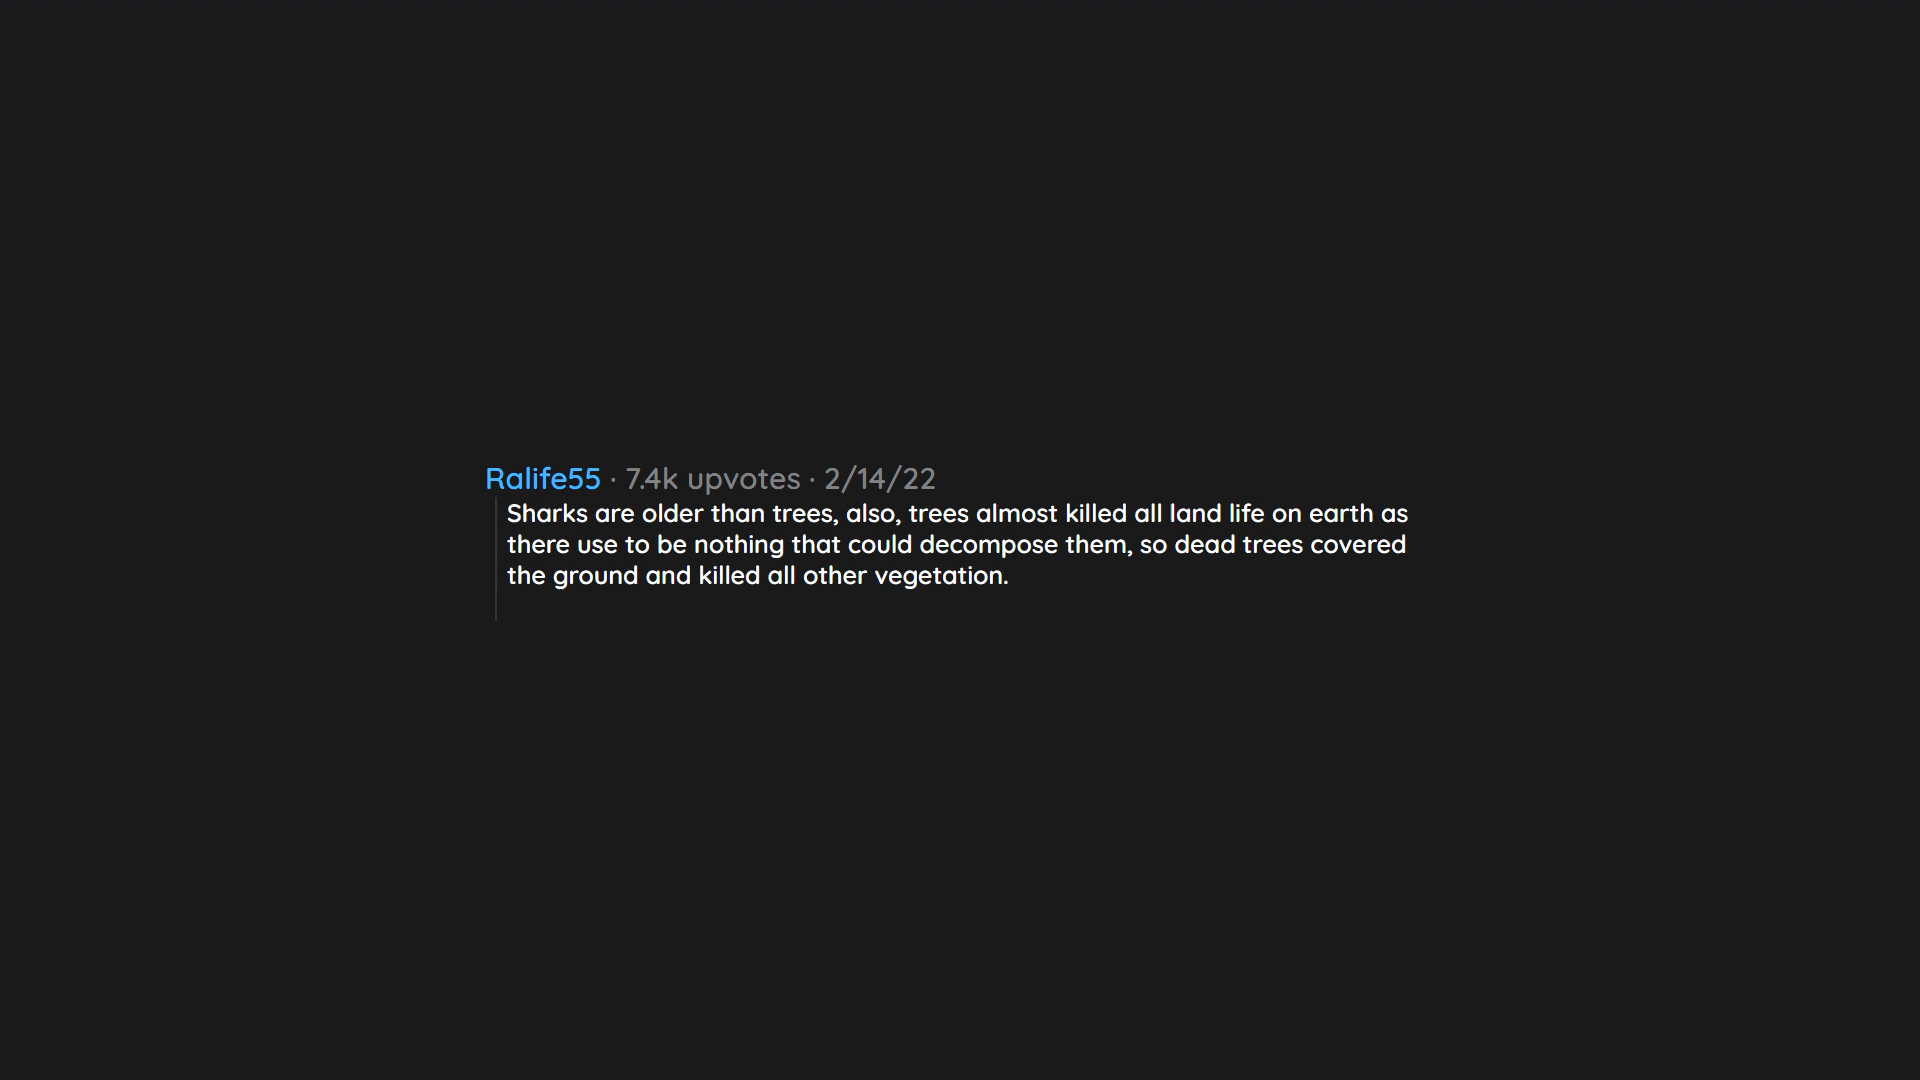 Ralife55 · 7.4k upvotes · 2/14/22
Sharks are older than trees, also, trees almost killed all land life on earth as
there use to be nothing that could decompose them, so dead trees covered
the ground and killed all other vegetation.